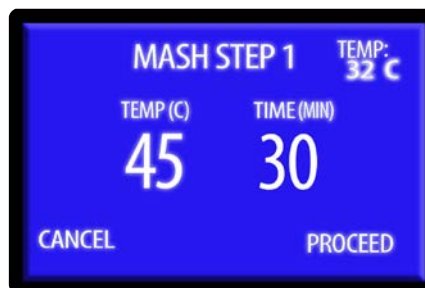 MASH STEP 1
TEMP:
32 C
TEMP (C) TIME (MIN)
45 30
CANCEL PROCEED